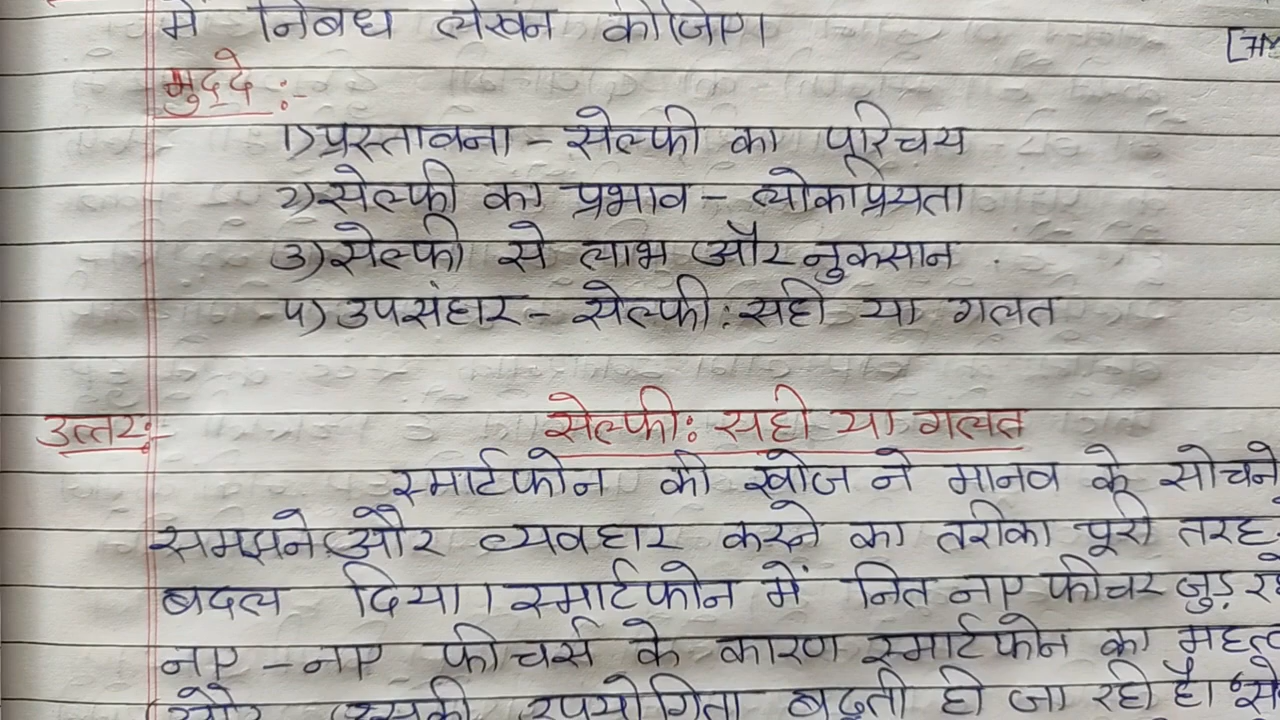 में निबंध लेखन कीजिए।
[7M
मुद्दे :-
1) प्रस्तावना - सेल्फी का परिचय
2) सेल्फी का प्रभाव - लोकप्रियता
3) सेल्फी से लाभ और नुकसान
4) उपसंहार - सेल्फी : सही या गलत
उत्तर:- सेल्फी: सही या गलत
स्मार्टफोन की खोज ने मानव के सोचने
समझने और व्यवहार करने का तरीका पूरी तरह
बदल दिया। स्मार्टफोन में नित नए फीचर जुड़
नए-नए फीचर्स के कारण स्मार्टफोन का
और उसकी उपयोगिता बढ़ती ही जा रही है।